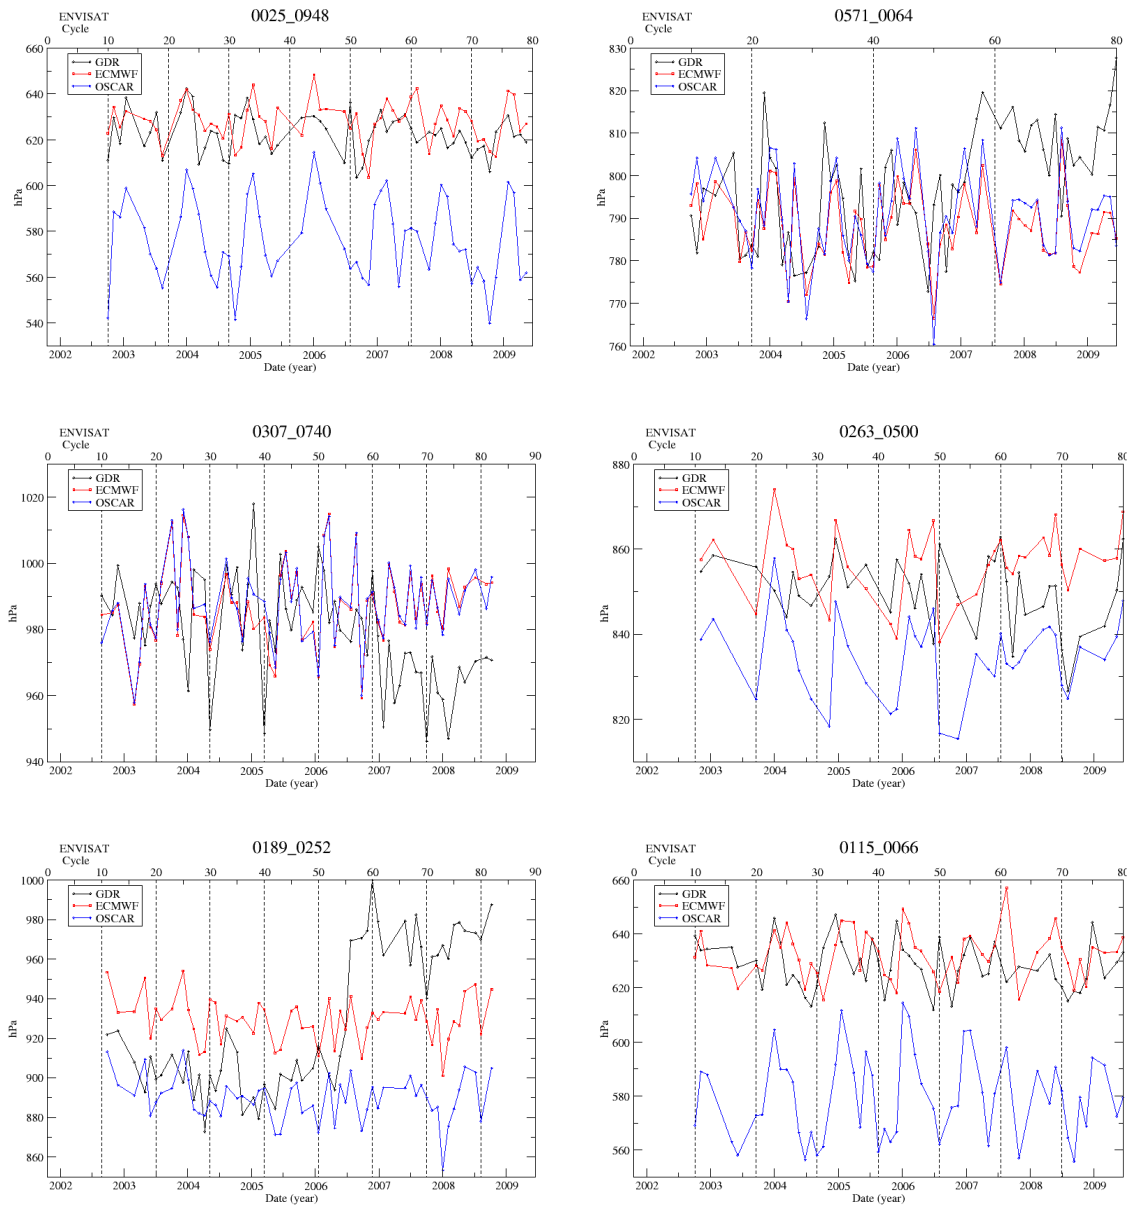 ENVISAT
Cycle
0025_0948
0 10 20 30 40 50 60 70 80
660
640
620
600
580
560
540
hPa
GDR
ECMWF
OSCAR
2002 2003 2004 2005 2006 2007 2008 2009
Date (year)
ENVISAT
Cycle
0571_0064
0 20 40 60 80
830
820
810
800
790
780
770
760
hPa
GDR
ECMWF
OSCAR
2002 2003 2004 2005 2006 2007 2008 2009
Date (year)
ENVISAT
Cycle
0307_0740
0 10 20 30 40 50 60 70 80 90
1020
1000
980
960
940
hPa
GDR
ECMWF
OSCAR
2002 2003 2004 2005 2006 2007 2008 2009
Date (year)
ENVISAT
Cycle
0263_0500
0 10 20 30 40 50 60 70 80
880
860
840
820
hPa
GDR
ECMWF
OSCAR
2002 2003 2004 2005 2006 2007 2008 2009
Date (year)
ENVISAT
Cycle
0189_0252
0 10 20 30 40 50 60 70 80 90
1000
980
960
940
920
900
880
860
hPa
GDR
ECMWF
OSCAR
2002 2003 2004 2005 2006 2007 2008 2009
Date (year)
ENVISAT
Cycle
0115_0066
0 10 20 30 40 50 60 70 80
660
640
620
600
580
560
hPa
GDR
ECMWF
OSCAR
2002 2003 2004 2005 2006 2007 2008 2009
Date (year)